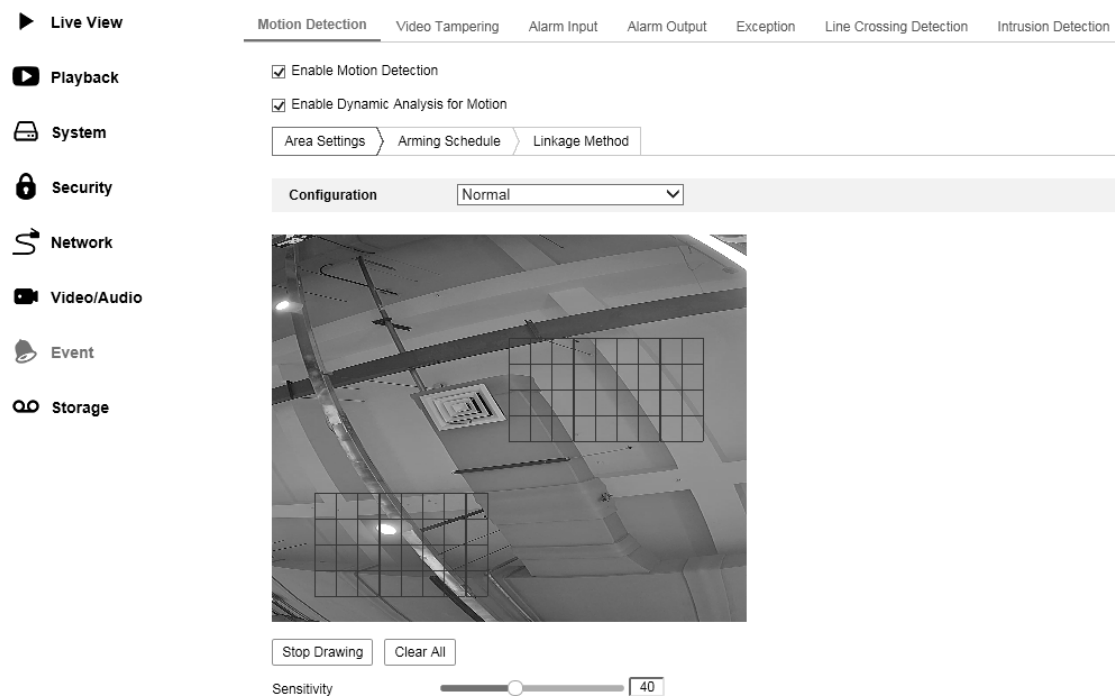 Live View
Playback
System
Security
Network
Video/Audio
Event
Storage
Motion Detection Video Tampering Alarm Input Alarm Output Exception Line Crossing Detection Intrusion Detection
Enable Motion Detection
Enable Dynamic Analysis for Motion
Area Settings Arming Schedule Linkage Method
Configuration Normal
Stop Drawing Clear All
Sensitivity 40